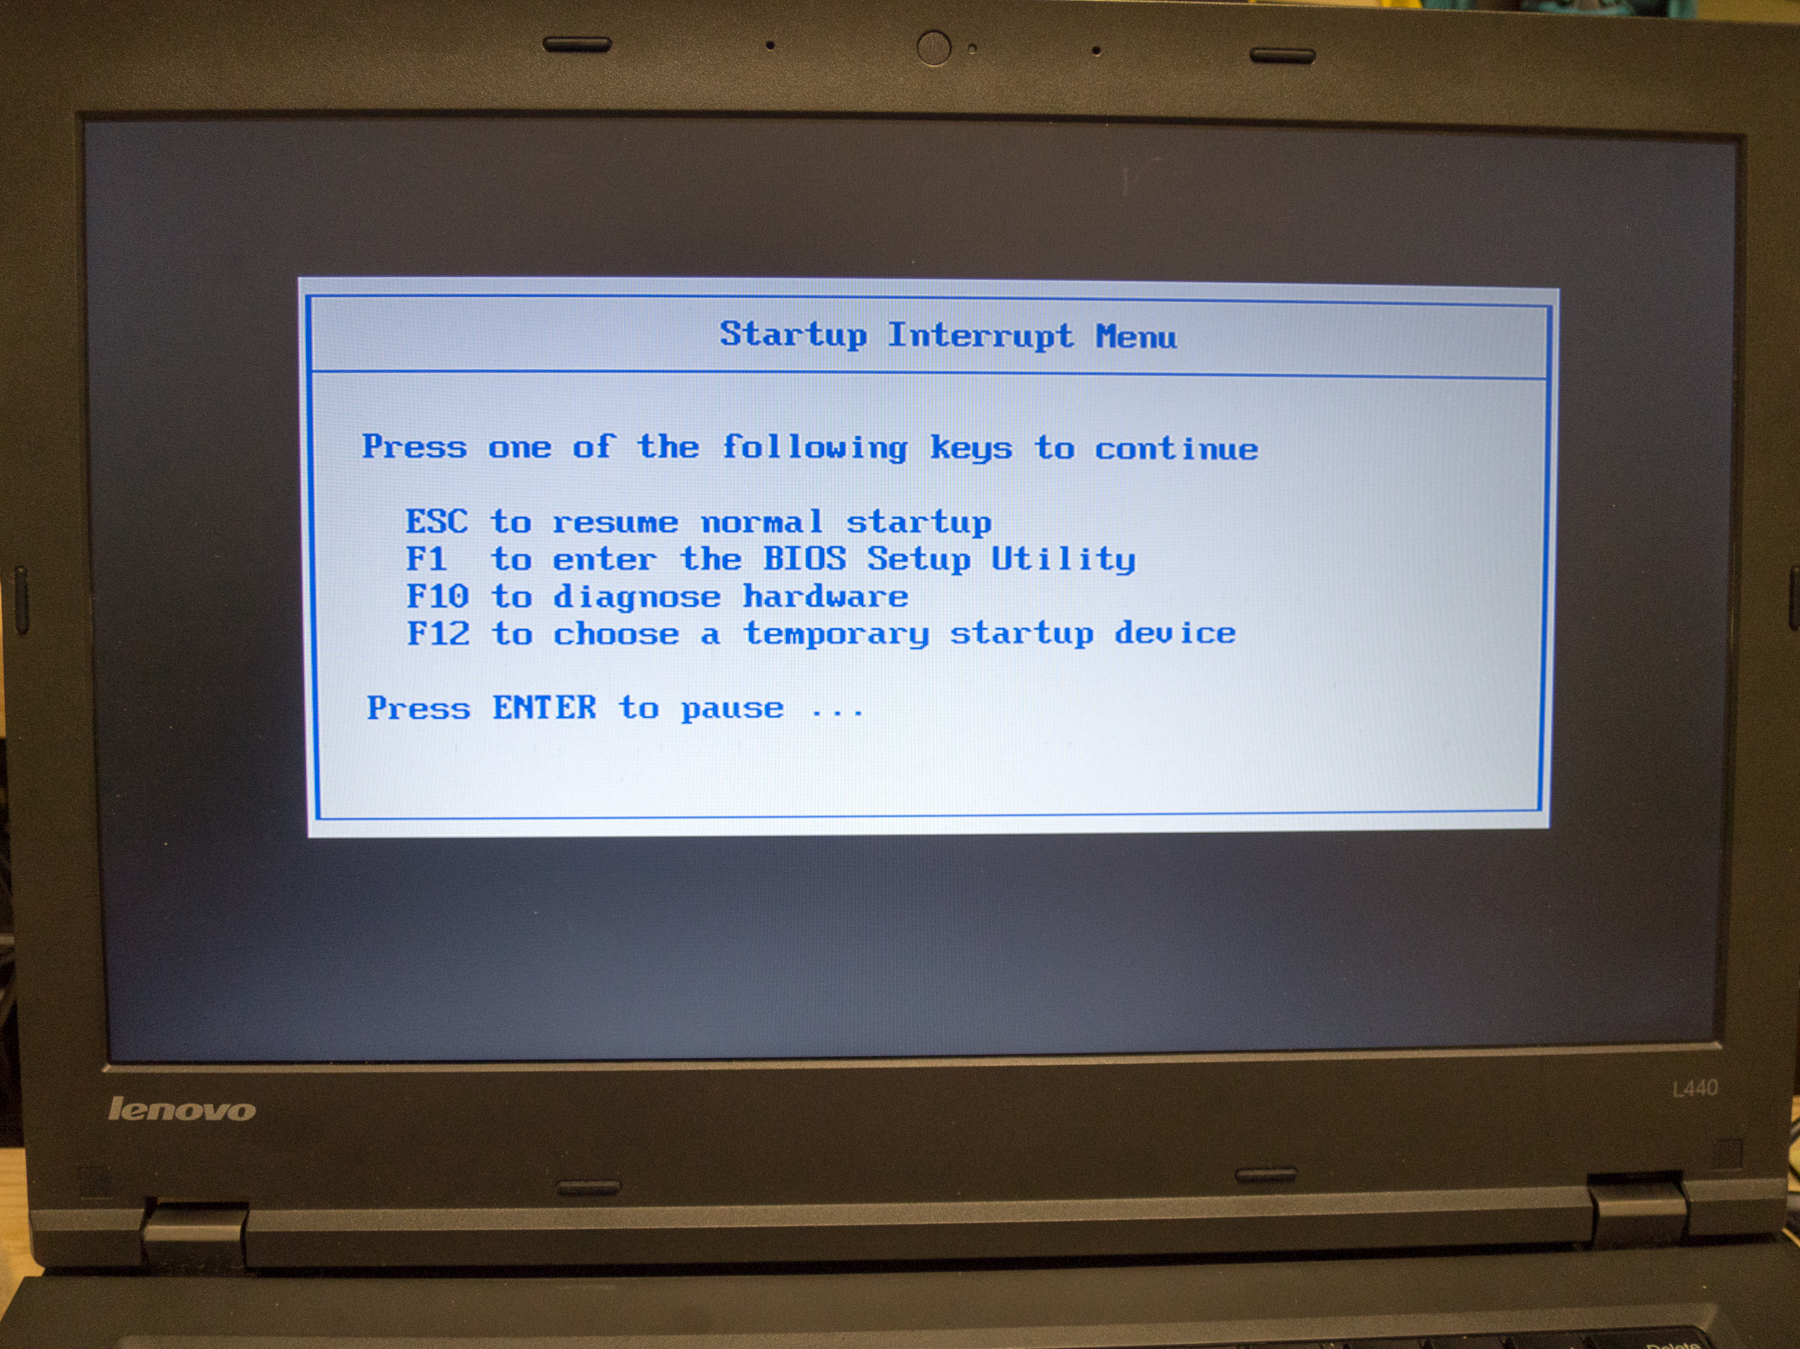 Startup Interrupt Menu
Press one of the following keys to continue
ESC to resume normal startup
F1 to enter the BIOS Setup Utility
F10 to diagnose hardware
F12 to choose a temporary startup device
Press ENTER to pause ...
lenovo
L440
Delete